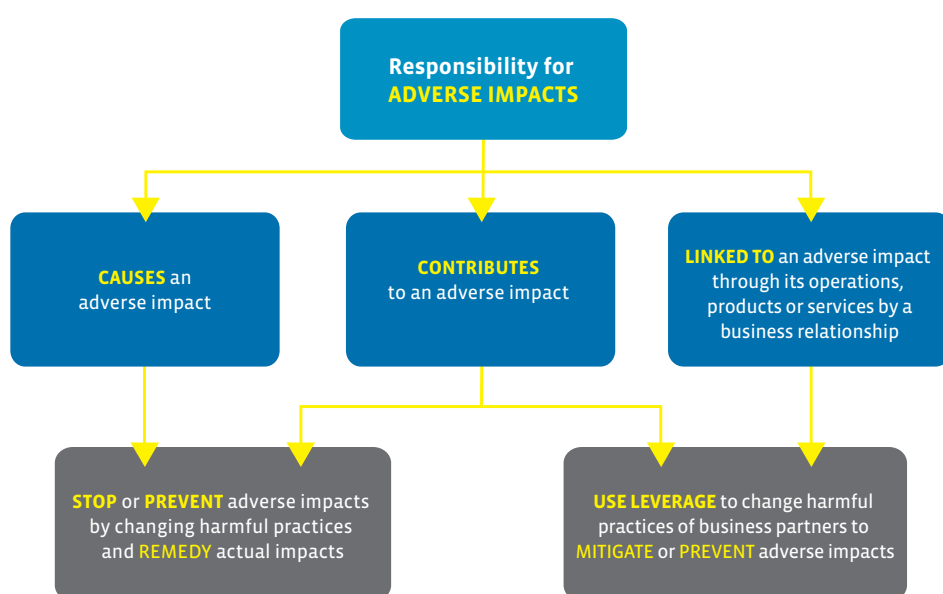 Responsibility for
ADVERSE IMPACTS
CAUSES an
adverse impact
CONTRIBUTES
to an adverse impact
LINKED TO an adverse impact
through its operations,
products or services by a
business relationship
STOP or PREVENT adverse impacts
by changing harmful practices
and REMEDY actual impacts
USE LEVERAGE to change harmful
practices of business partners to
MITIGATE or PREVENT adverse impacts